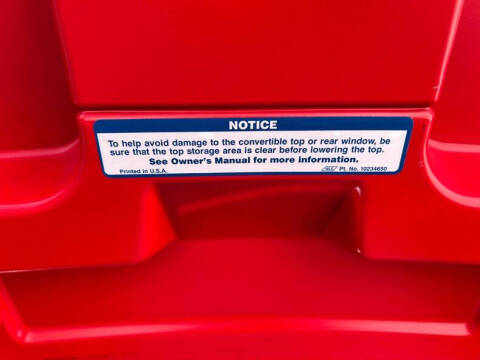 NOTICE
To help avoid damage to the convertible top or rear window, be
sure that the top storage area is clear before lowering the top.
See Owner's Manual for more information.
Printed in U.S.A. Pt. No. 10234650